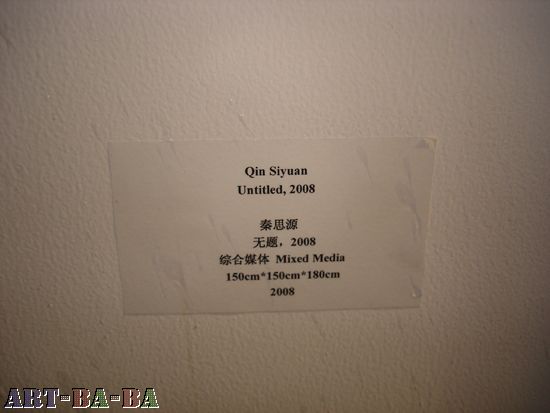 Qin Siyuan
Untitled, 2008
秦思源
无题，2008
综合媒体 Mixed Media
150cm*150cm*180cm
2008
ART-BA-BA